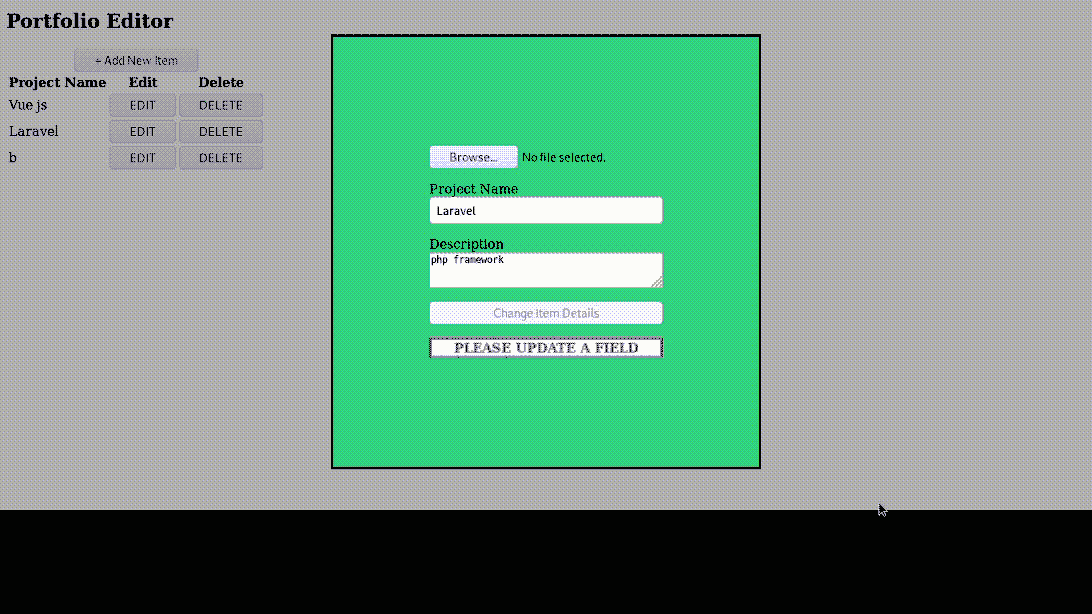 Portfolio Editor
+ Add New Item
Project Name Edit Delete
Vue js EDIT DELETE
Laravel EDIT DELETE
b EDIT DELETE
Browse... No file selected.
Project Name
Laravel
Description
php framework
Change Item Details
PLEASE UPDATE A FIELD